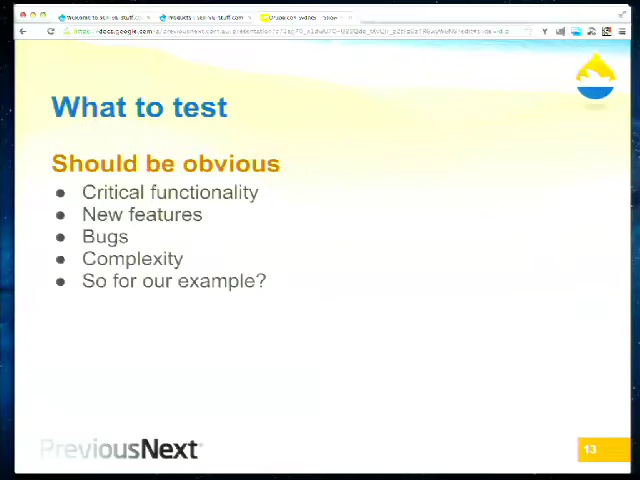 What to test
Should be obvious
Critical functionality
New features
Bugs
Complexity
So for our example?
PreviousNext
13